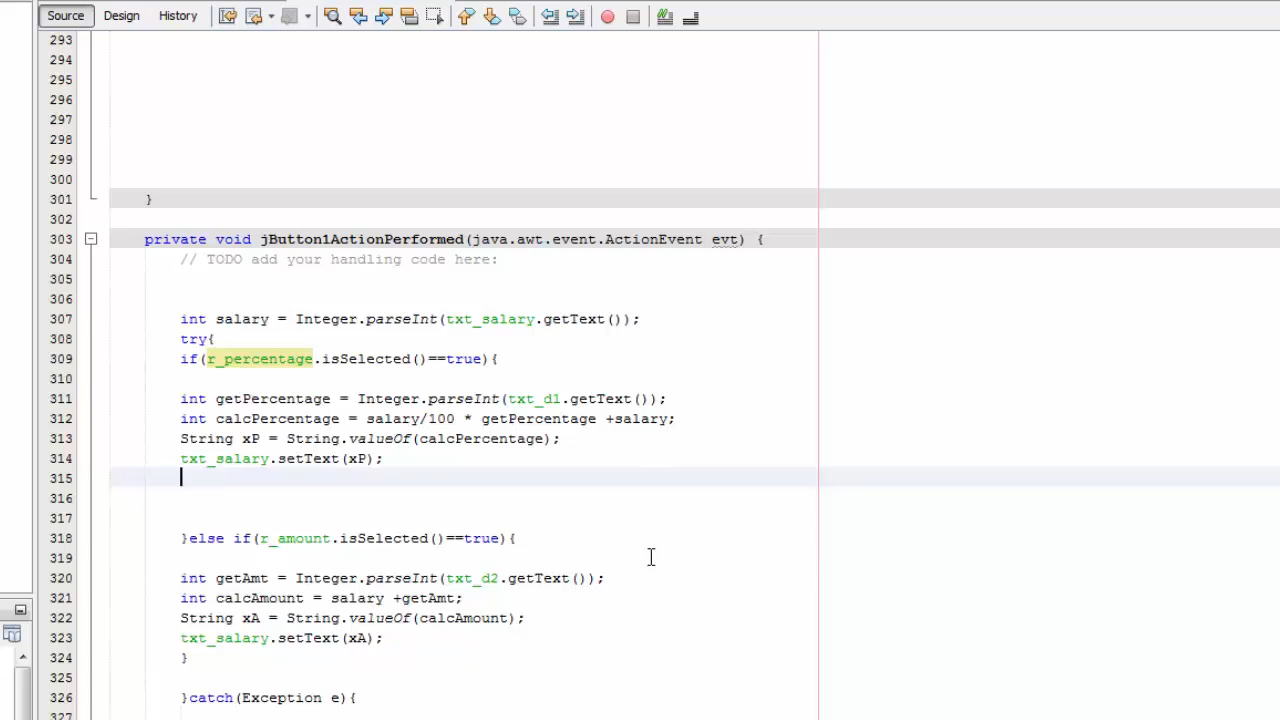 Source Design History
293
294
295
296
297
298
299
300
301 }
302
303 private void jButton1ActionPerformed(java.awt.event.ActionEvent evt) {
304 // TODO add your handling code here:
305
306
307 int salary = Integer.parseInt(txt_salary.getText());
308 try{
309 if(r_percentage.isSelected()==true){
310
311 int getPercentage = Integer.parseInt(txt_d1.getText());
312 int calcPercentage = salary/100 * getPercentage +salary;
313 String xP = String.valueOf(calcPercentage);
314 txt_salary.setText(xP);
315
316
317
318 }else if(r_amount.isSelected()==true){
319
320 int getAmt = Integer.parseInt(txt_d2.getText());
321 int calcAmount = salary +getAmt;
322 String xA = String.valueOf(calcAmount);
323 txt_salary.setText(xA);
324 }
325
326 }catch(Exception e){
327